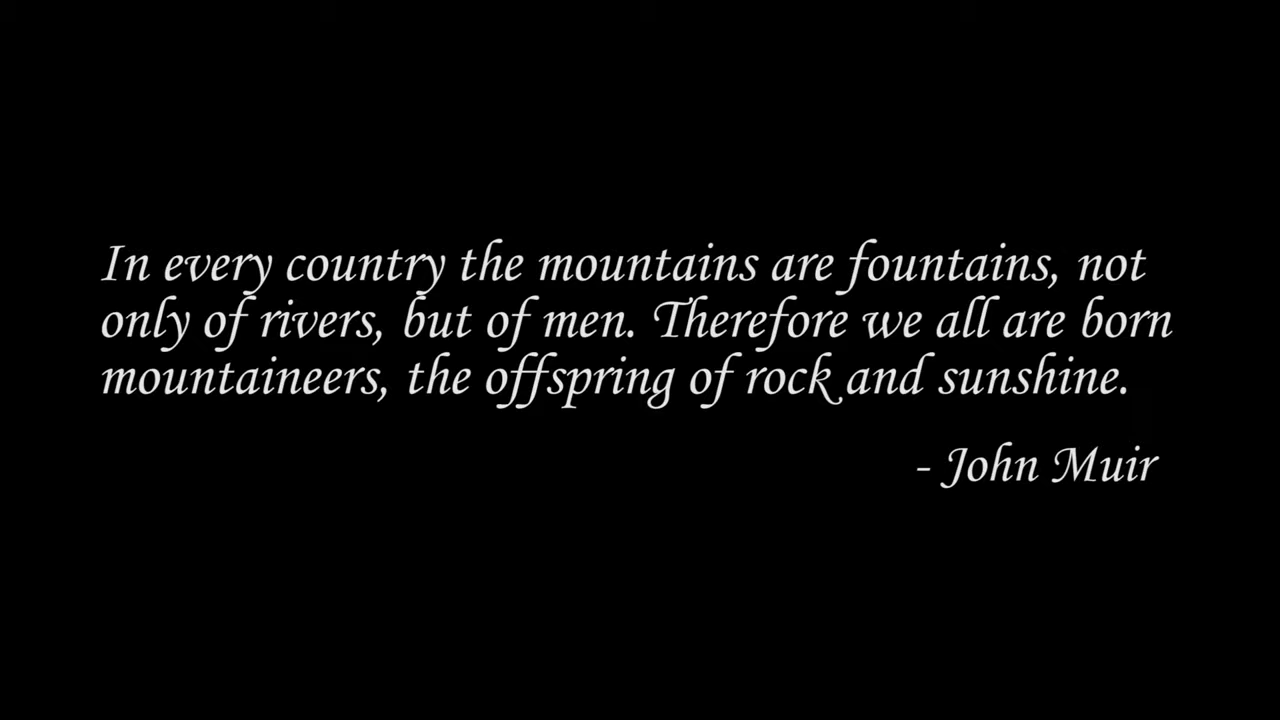 In every country the mountains are fountains, not
only of rivers, but of men. Therefore we all are born
mountaineers, the offspring of rock and sunshine.
- John Muir